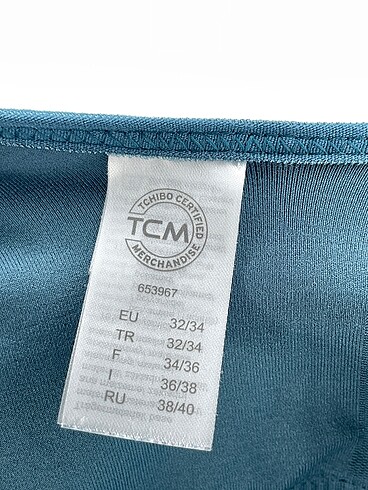 TCHIBO CERTIFIED
TCM
MERCHANDISE
653967
EU 32/34
TR 32/34
F 34/36
I 36/38
RU 38/40